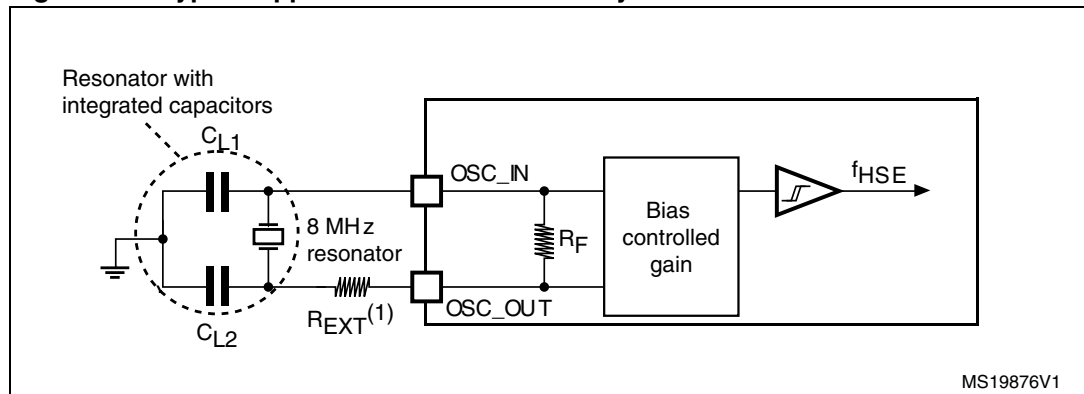 Resonator with
integrated capacitors
CL1
OSC_IN
fHSE
8 MHz
resonator
RF
Bias
controlled
gain
REXT(1)
OSC_OUT
CL2
MS19876V1